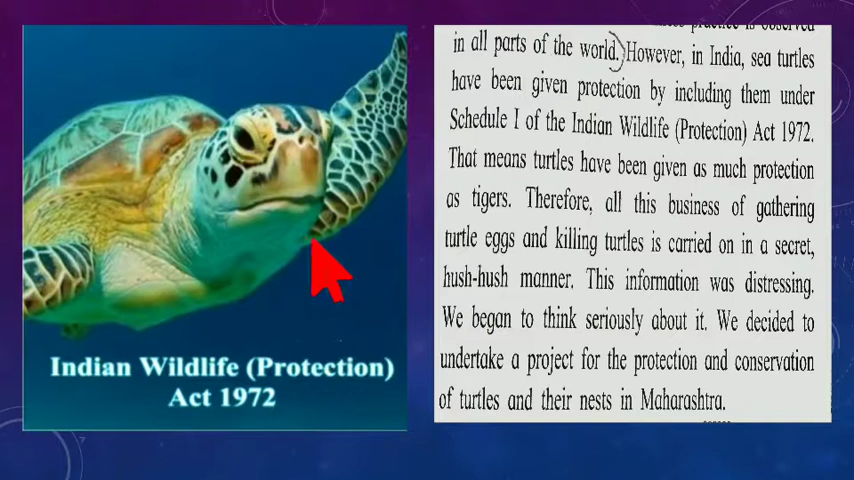 Indian Wildlife (Protection)
Act 1972
practice is observed
in all parts of the world. However, in India, sea turtles
have been given protection by including them under
Schedule I of the Indian Wildlife (Protection) Act 1972.
That means turtles have been given as much protection
as tigers. Therefore, all this business of gathering
turtle eggs and killing turtles is carried on in a secret,
hush-hush manner. This information was distressing.
We began to think seriously about it. We decided to
undertake a project for the protection and conservation
of turtles and their nests in Maharashtra.